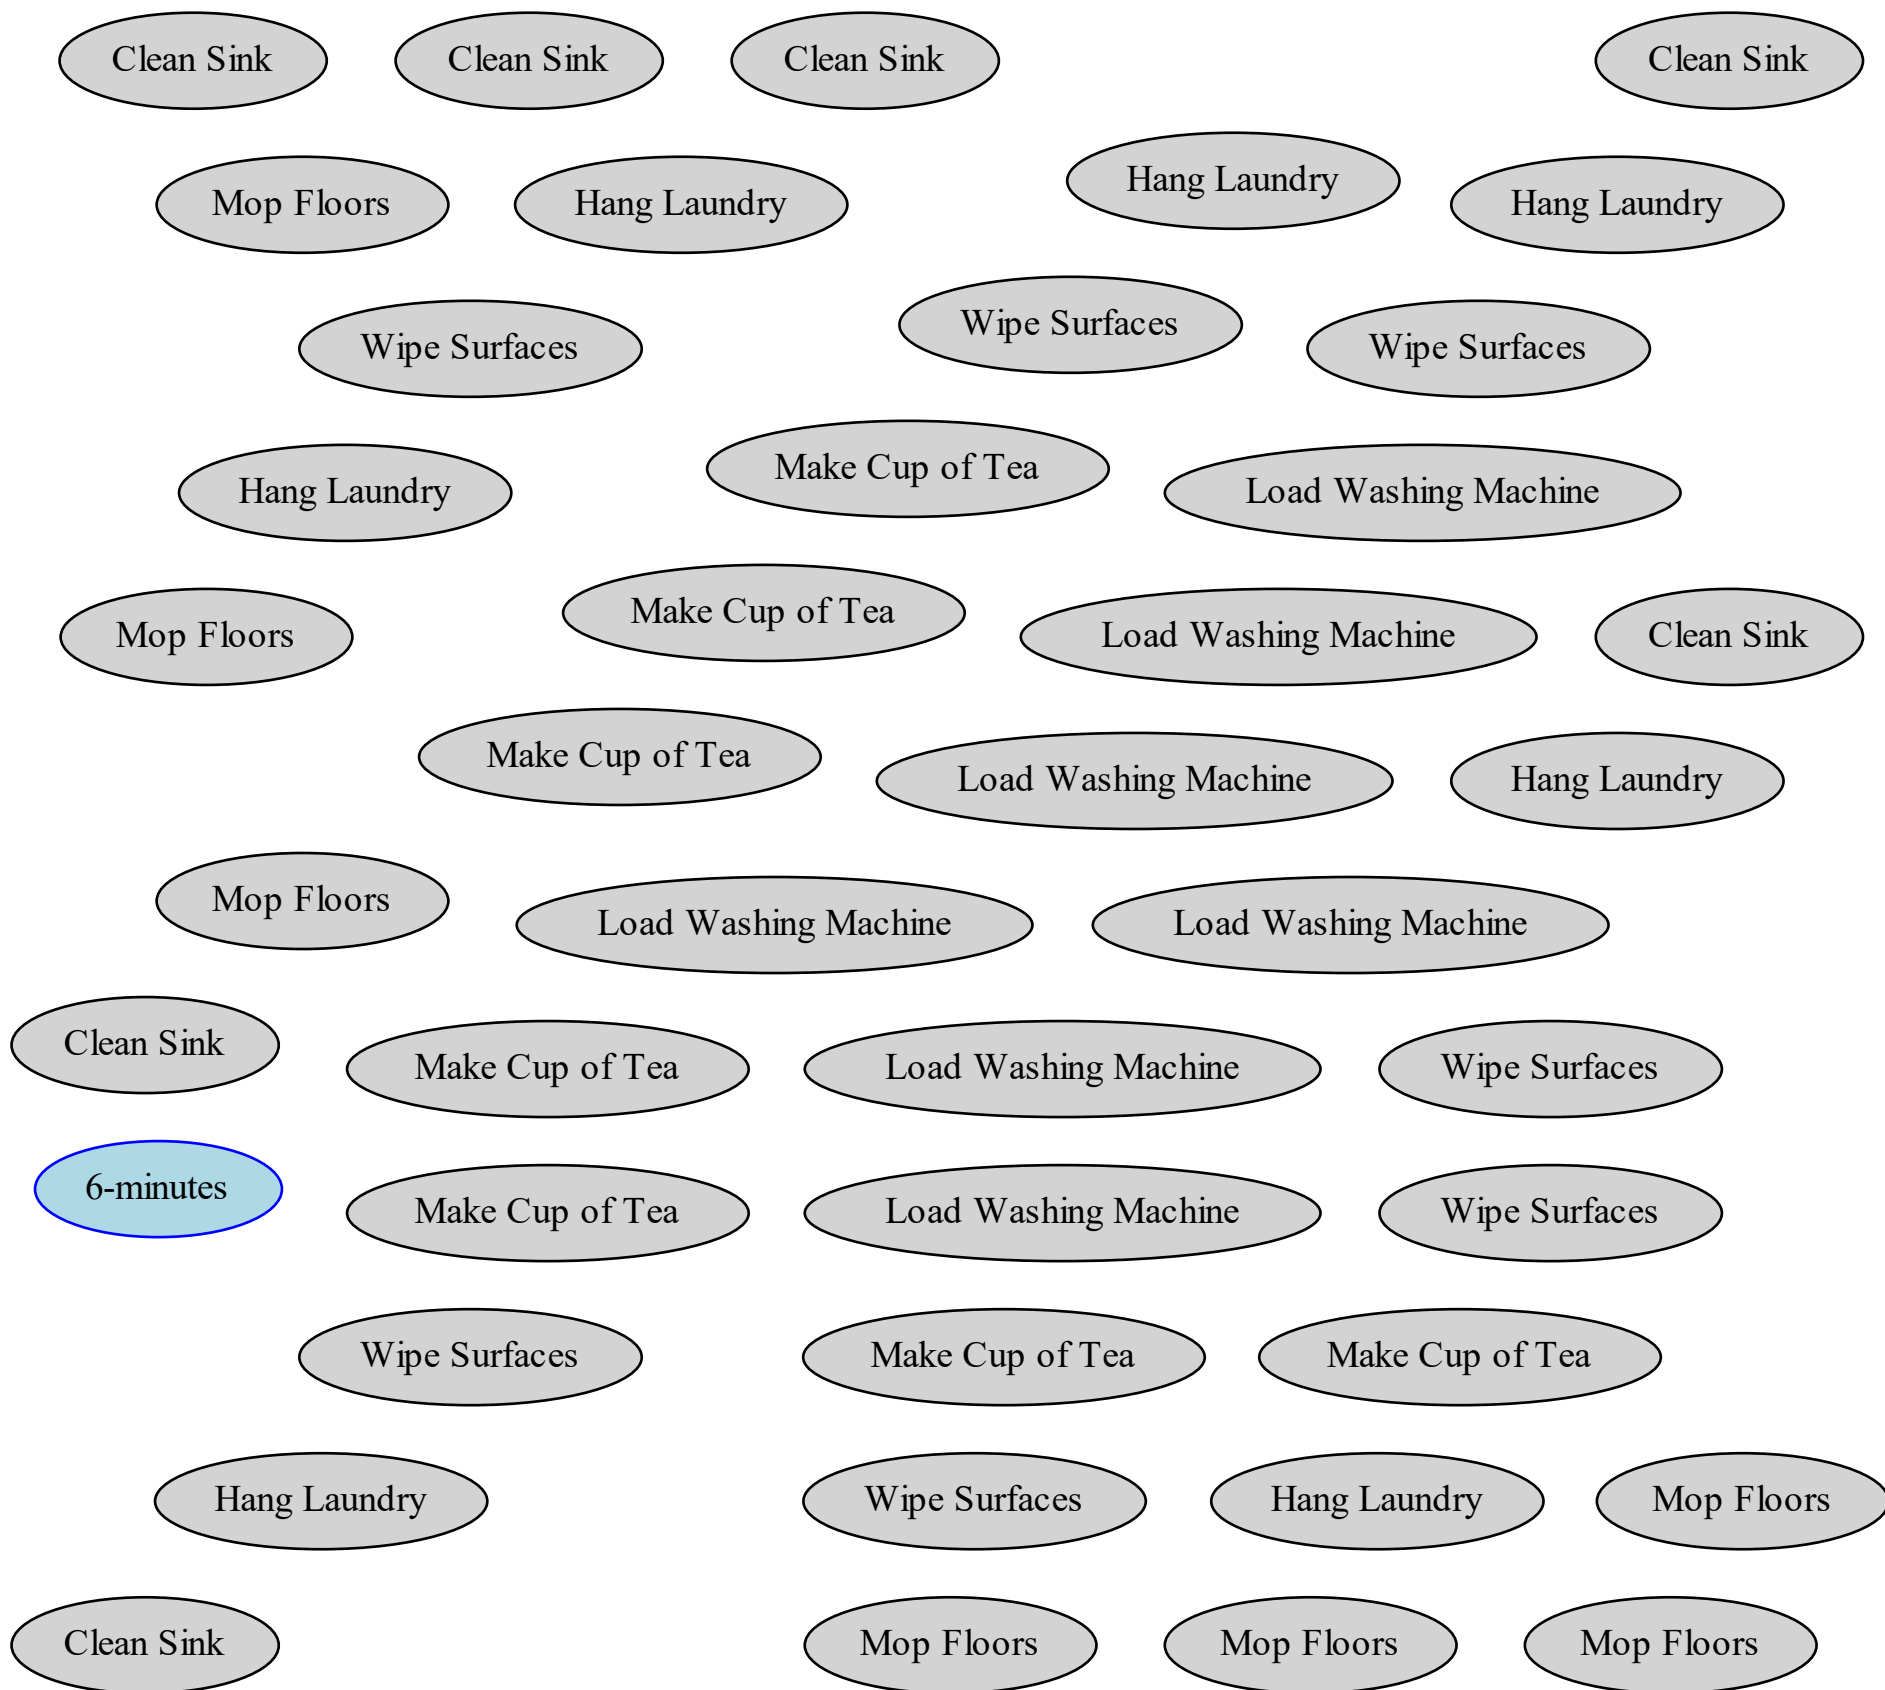 Clean Sink
Clean Sink
Clean Sink
Clean Sink
Mop Floors
Hang Laundry
Hang Laundry
Hang Laundry
Wipe Surfaces
Wipe Surfaces
Wipe Surfaces
Hang Laundry
Make Cup of Tea
Load Washing Machine
Mop Floors
Make Cup of Tea
Load Washing Machine
Clean Sink
Make Cup of Tea
Load Washing Machine
Hang Laundry
Mop Floors
Load Washing Machine
Load Washing Machine
Clean Sink
Make Cup of Tea
Load Washing Machine
Wipe Surfaces
6-minutes
Make Cup of Tea
Load Washing Machine
Wipe Surfaces
Wipe Surfaces
Make Cup of Tea
Make Cup of Tea
Hang Laundry
Wipe Surfaces
Hang Laundry
Mop Floors
Clean Sink
Mop Floors
Mop Floors
Mop Floors